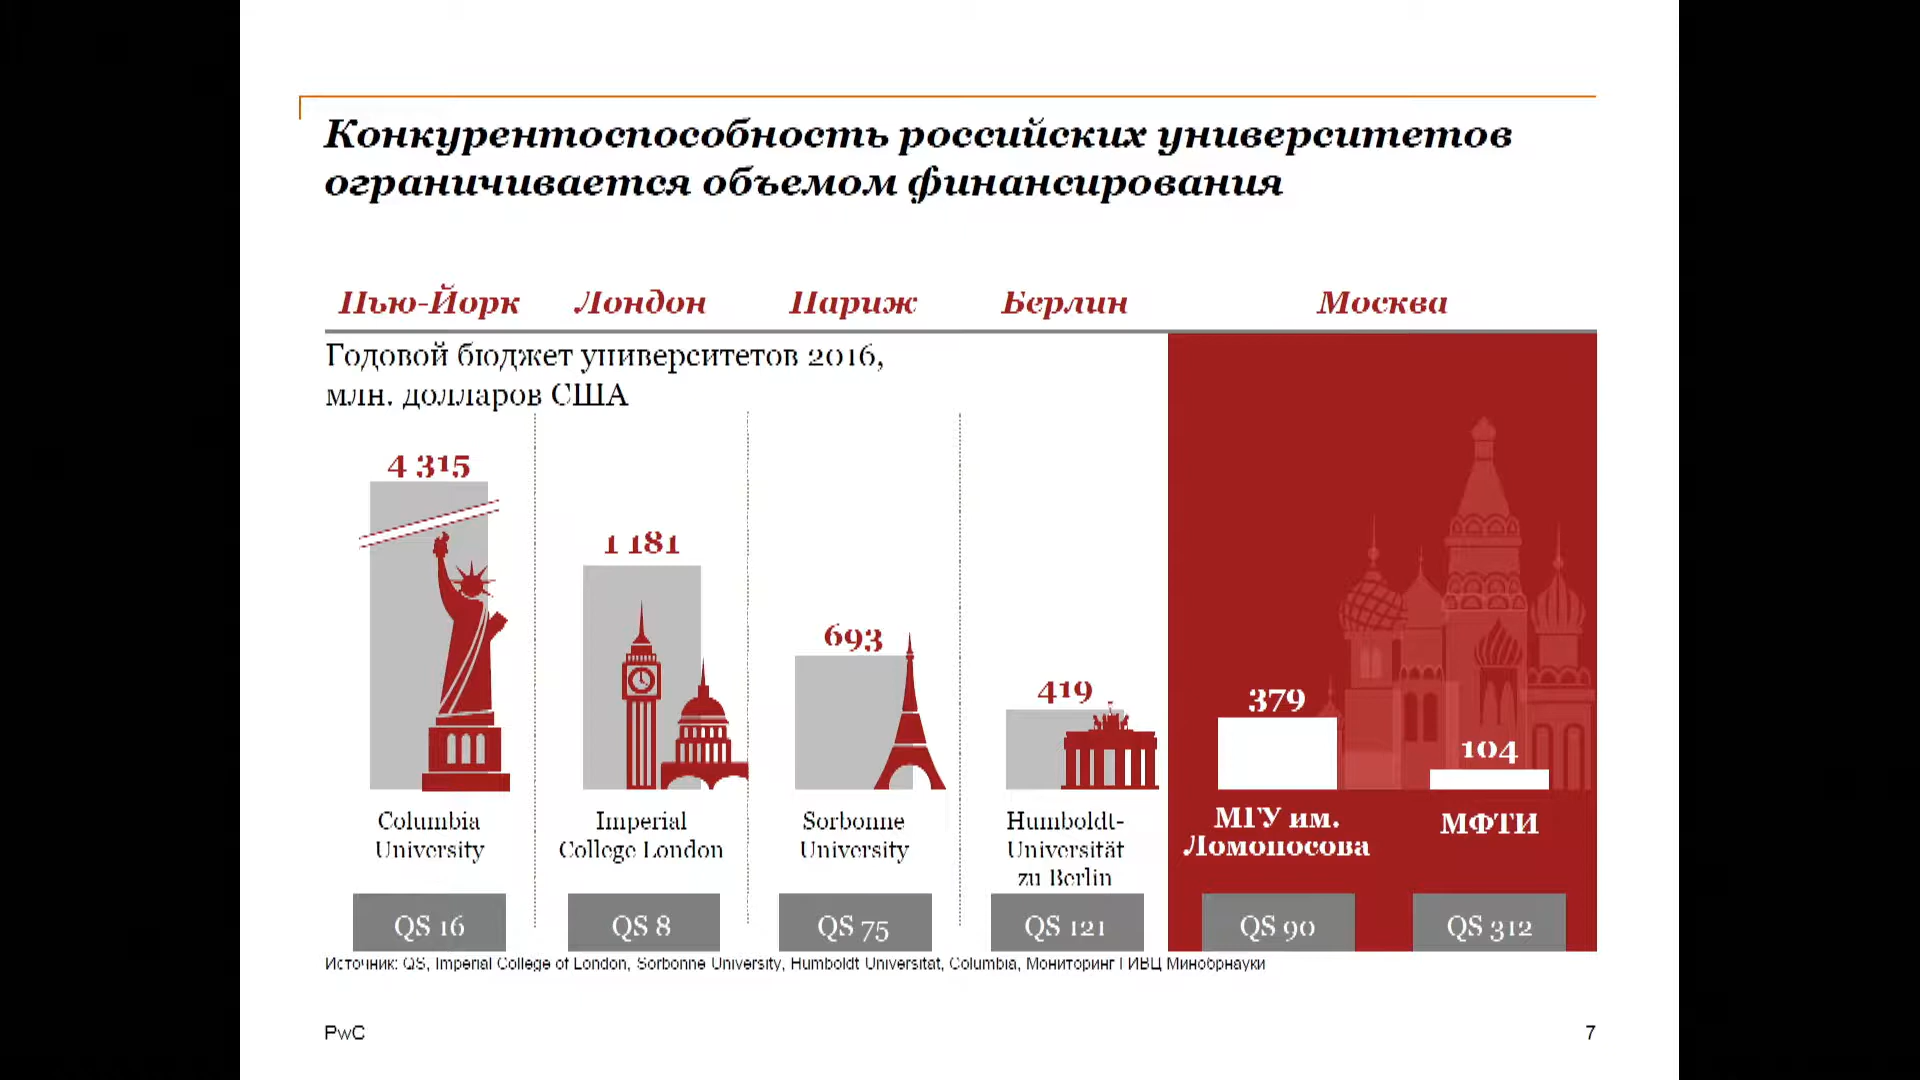 Конкурентоспособность российских университетов
ограничивается объемом финансирования
Нью-Йорк Лондон Париж Берлин Москва
Годовой бюджет университетов 2016,
млн. долларов США
4 315
1 181
693
419
379
104
Columbia
University
Imperial
College London
Sorbonne
University
Humboldt-
Universität
zu Berlin
МГУ им.
Ломоносова
МФТИ
QS 16 QS 8 QS 75 QS 121 QS 90 QS 312
Источник: QS, Imperial College of London, Sorbonne University, Humboldt Universitat, Columbia, Мониторинг ГИВЦ Минобрнауки
PwC 7